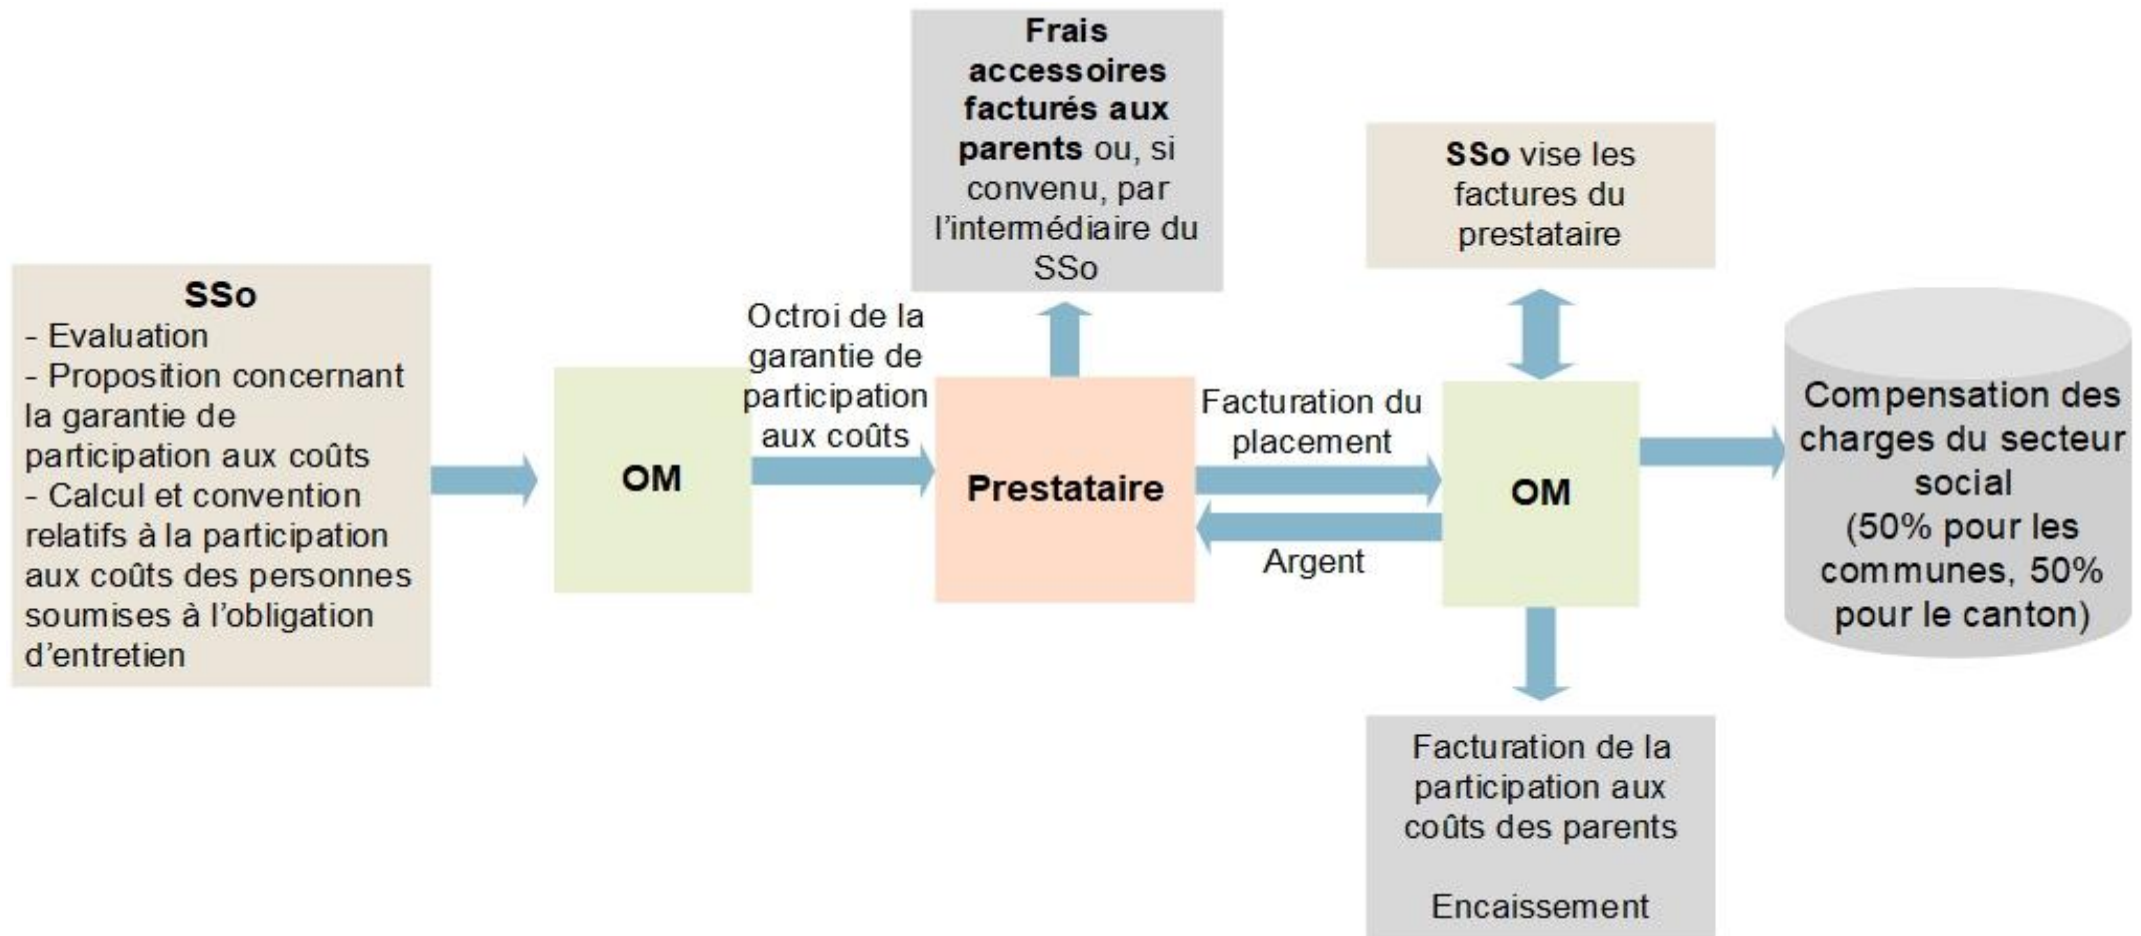 SSo
- Evaluation
- Proposition concernant
la garantie de
participation aux coûts
- Calcul et convention
relatifs à la participation
aux coûts des personnes
soumises à l’obligation
d’entretien
OM
Octroi de la
garantie de
participation
aux coûts
Frais
accessoires
facturés aux
parents ou, si
convenu, par
l’intermédiaire du
SSo
Prestataire
Facturation du
placement
Argent
SSo vise les
factures du
prestataire
OM
Facturation de la
participation aux
coûts des parents
Encaissement
Compensation des
charges du secteur
social
(50% pour les
communes, 50%
pour le canton)